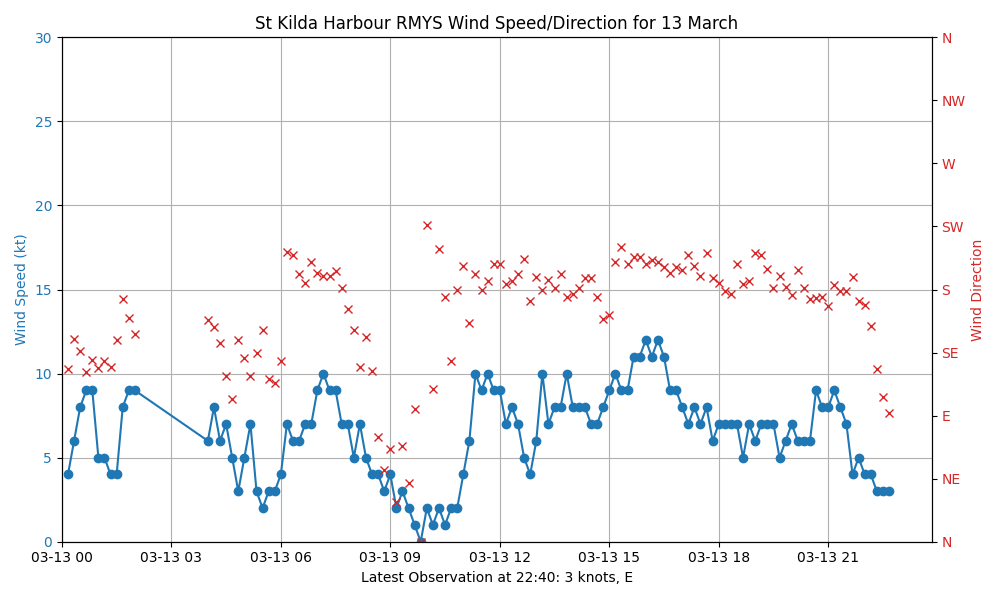 St Kilda Harbour RMYS Wind Speed/Direction for 13 March
Wind Speed (kt)
30
25
20
15
10
5
0
N
NW
W
SW
S
SE
E
NE
N
Wind Direction
03-13 00
03-13 03
03-13 06
03-13 09
03-13 12
03-13 15
03-13 18
03-13 21
Latest Observation at 22:40: 3 knots, E